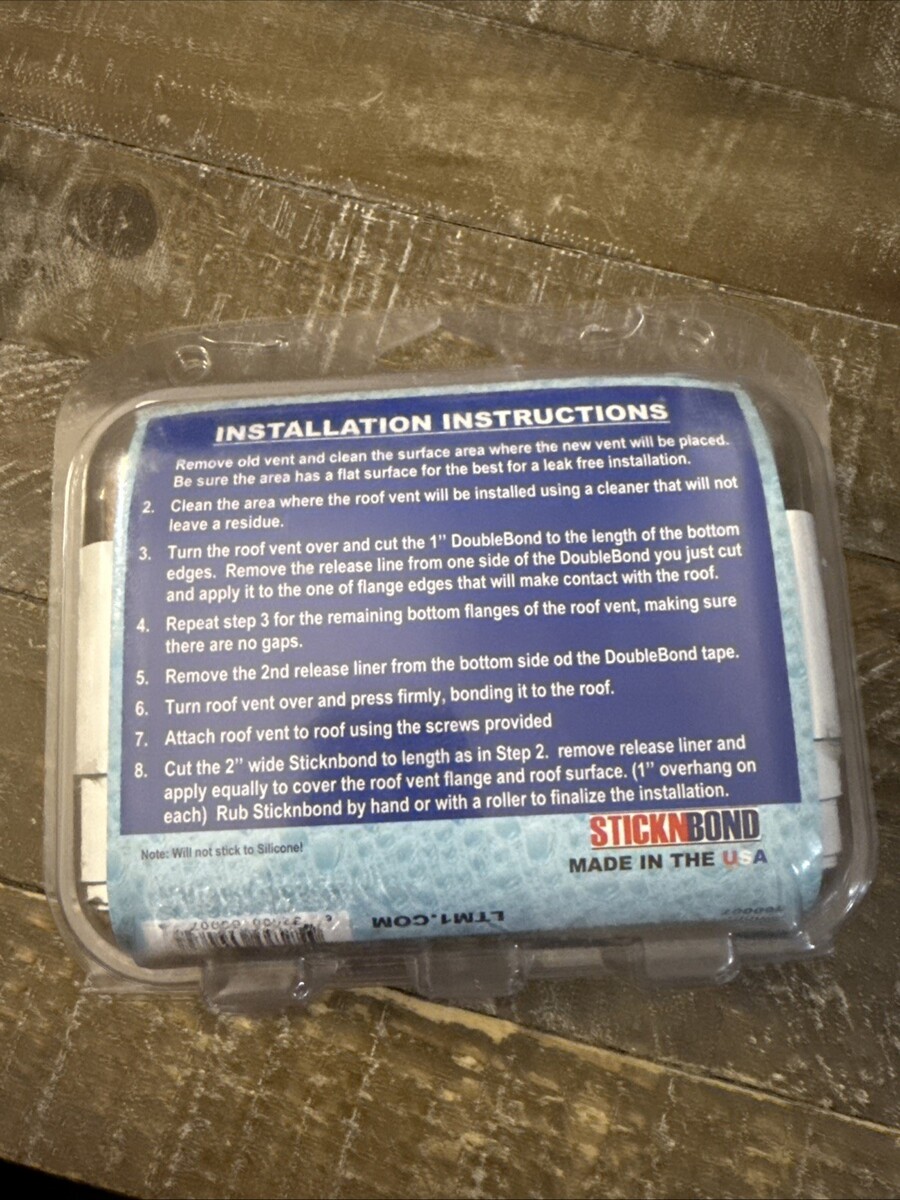 INSTALLATION INSTRUCTIONS
Remove old vent and clean the surface area where the new vent will be placed.
Be sure the area has a flat surface for the best for a leak free installation.
2. Clean the area where the roof vent will be installed using a cleaner that will not
leave a residue.
3. Turn the roof vent over and cut the 1" DoubleBond to the length of the bottom
edges. Remove the release line from one side of the DoubleBond you just cut
and apply it to the one of flange edges that will make contact with the roof.
4. Repeat step 3 for the remaining bottom flanges of the roof vent, making sure
there are no gaps.
5. Remove the 2nd release liner from the bottom side od the DoubleBond tape.
6. Turn roof vent over and press firmly, bonding it to the roof.
7. Attach roof vent to roof using the screws provided
8. Cut the 2'' wide Sticknbond to length as in Step 2. remove release liner and
apply equally to cover the roof vent flange and roof surface. (1'' overhang on
each) Rub Sticknbond by hand or with a roller to finalize the installation.
STICKNBOND
Note: Will not stick to Silicone!
MADE IN THE USA
LTM1.COM